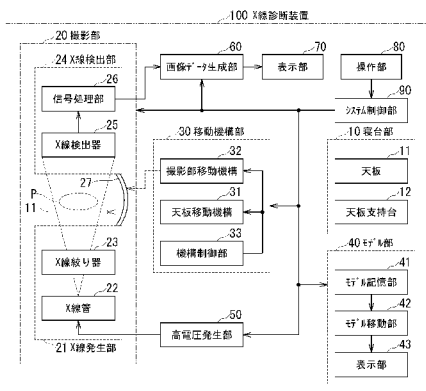 100 X線診断装置
20 撮影部
24 X線検出部
26
信号処理部
25
X線検出器
27
P
11
23
X線絞り器
22
X線管
21 X線発生部
60
画像データ生成部
70
表示部
80
操作部
90
システム制御部
30 移動機構部
32
撮影部移動機構
31
天板移動機構
33
機構制御部
50
高電圧発生部
10 寝台部
11
天板
12
天板支持台
40 モデル部
41
モデル記憶部
42
モデル移動部
43
表示部